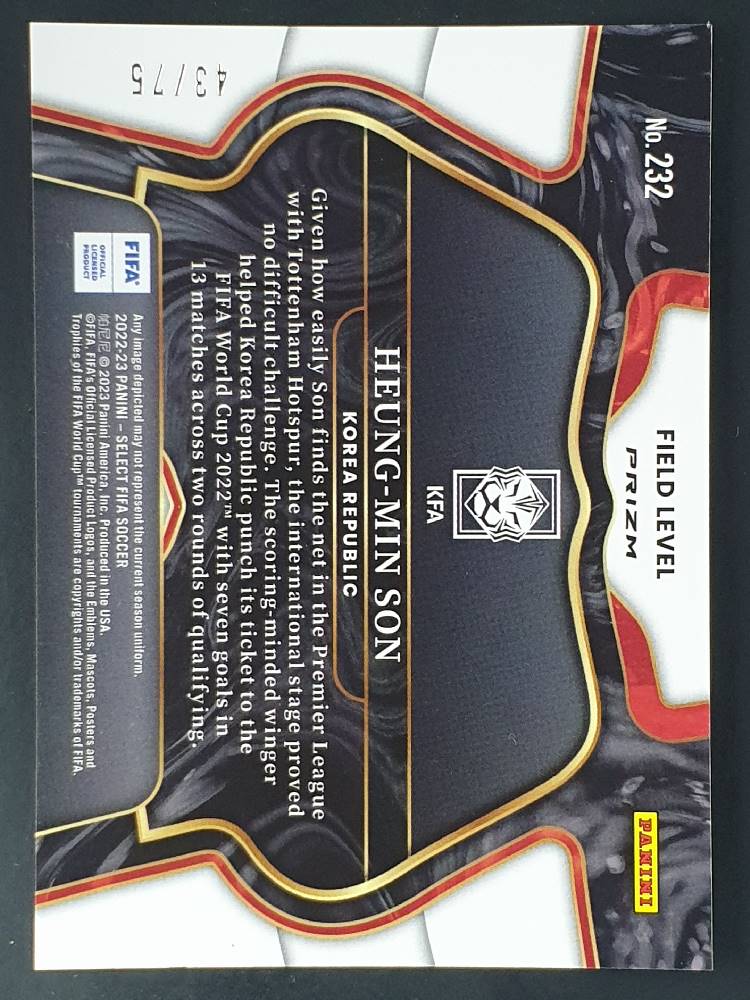 No. 232
FIELD LEVEL
PRIZM
PANINI
KFA
HEUNG-MIN SON
KOREA REPUBLIC
Given how easily Son finds the net in the Premier League
with Tottenham Hotspur, the international stage proved
no difficult challenge. The scoring-minded winger
helped Korea Republic punch its ticket to the
FIFA World Cup 2022™ with seven goals in
13 matches across two rounds of qualifying.
43/75
FIFA®
OFFICIAL
LICENSED
PRODUCT
Any image depicted may not represent the current season uniform.
2022-23 PANINI – SELECT FIFA SOCCER
帕尼尼 © 2023 Panini America, Inc. Produced in the USA.
©FIFA, FIFA's Official Licensed Product Logos, and the Emblems, Mascots, Posters and
Trophies of the FIFA World Cup™ tournaments are copyrights and/or trademarks of FIFA.